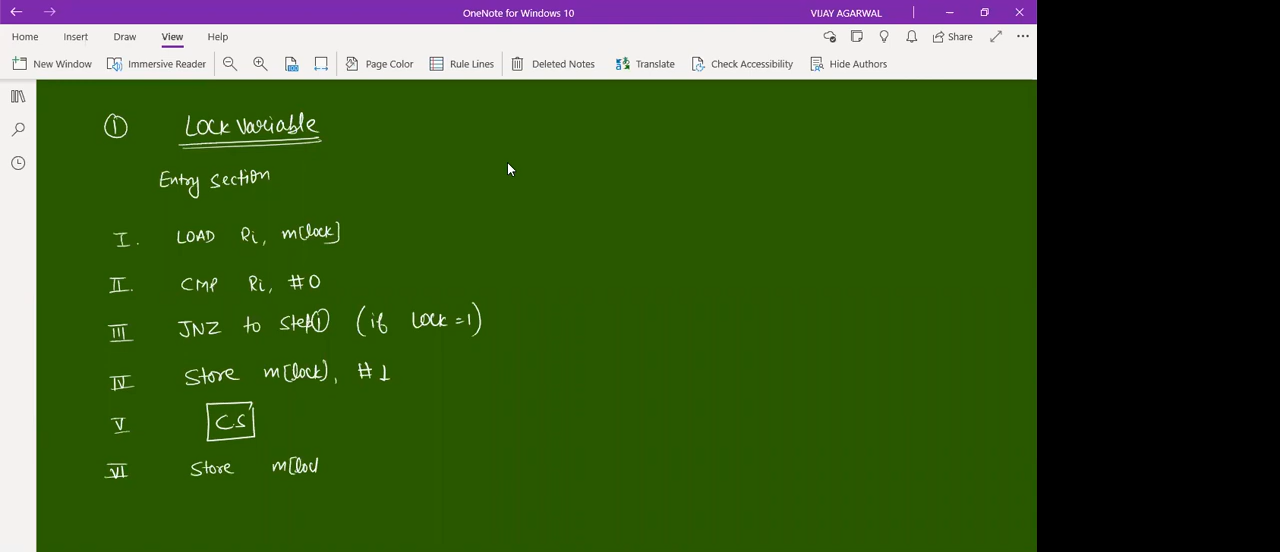 OneNote for Windows 10
VIJAY AGARWAL
Home Insert Draw View Help
Share
New Window Immersive Reader Page Color Rule Lines Deleted Notes Translate Check Accessibility Hide Authors
① Lock Variable
Entry section
I. LOAD Ri, m[lock]
II. CMP Ri, #0
III JNZ to step① (if lock=1)
IV Store m[lock], #1
V C.S
VI Store m[loc